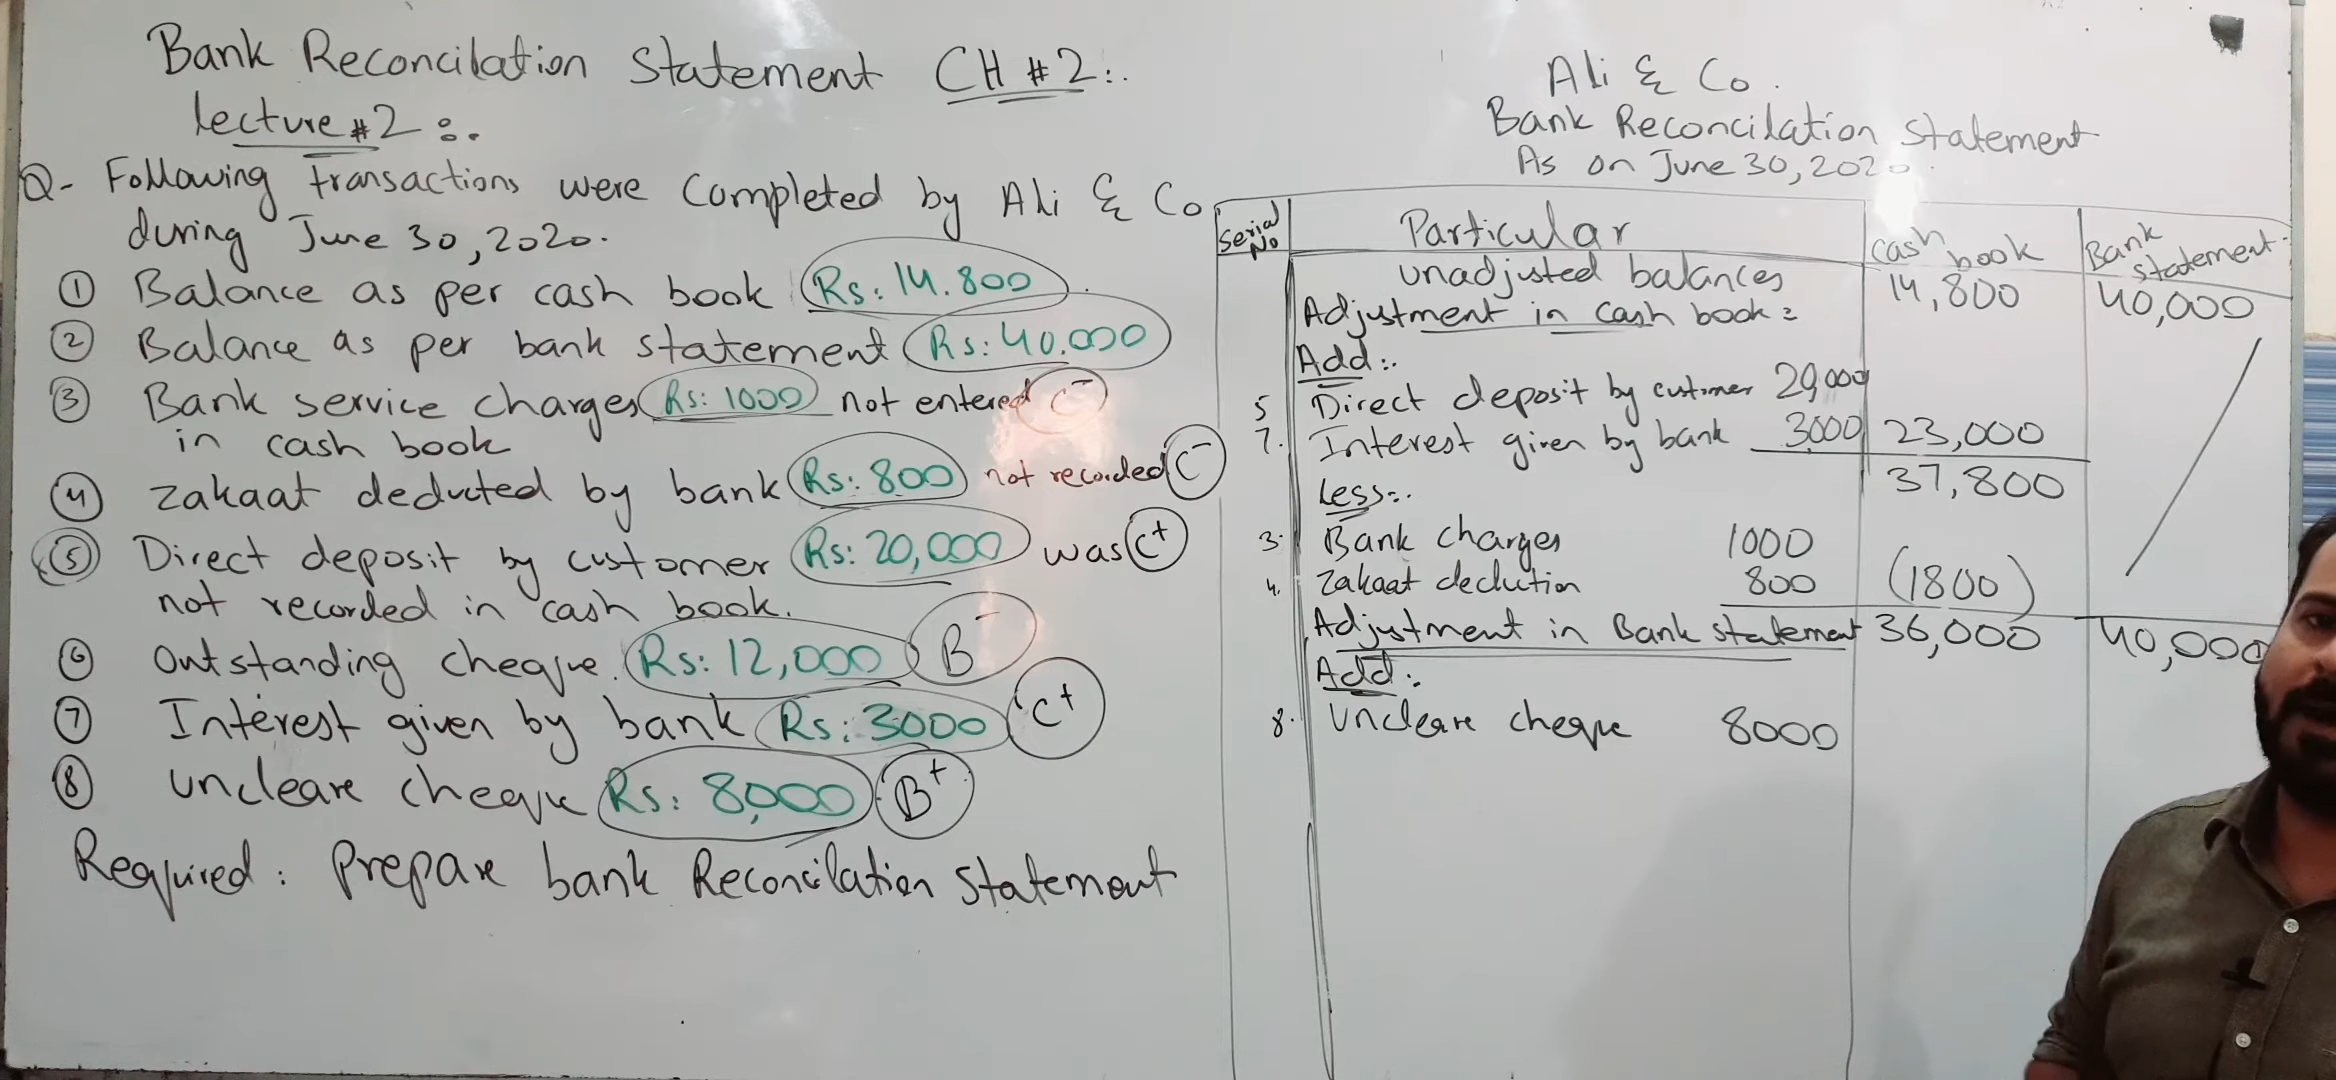 Bank Reconcilation Statement CH #2:.
lecture #2 :.
Q- Following transactions were completed by Ali & Co
during June 30, 2020.
① Balance as per cash book Rs: 14.800
② Balance as per bank statement Rs: 40.000
③ Bank service charges Rs: 1000 not entered C-
in cash book
④ Zakaat deducted by bank Rs: 800 not recorded C-
⑤ Direct deposit by customer Rs: 20,000 was C+
not recorded in cash book.
⑥ Outstanding cheque. Rs: 12,000 B-
⑦ Interest given by bank Rs: 3000 C+
⑧ uncleare cheque Rs: 8,000 B+
Required: Prepare bank Reconcilation Statement
Ali & Co.
Bank Reconcilation Statement
As on June 30, 2020.
Serial No Particular Cash book Bank statement:
unadjusted balances 14,800 40,000
Adjustment in cash book:
Add:.
5 Direct deposit by customer 20,000
7. Interest given by bank 3000 23,000
37,800
Less:.
3. Bank charges 1000
4. Zakaat dedution 800 (1800)
Adjustment in Bank statement 36,000 40,000
Add:.
8. Uncleare cheque 8000